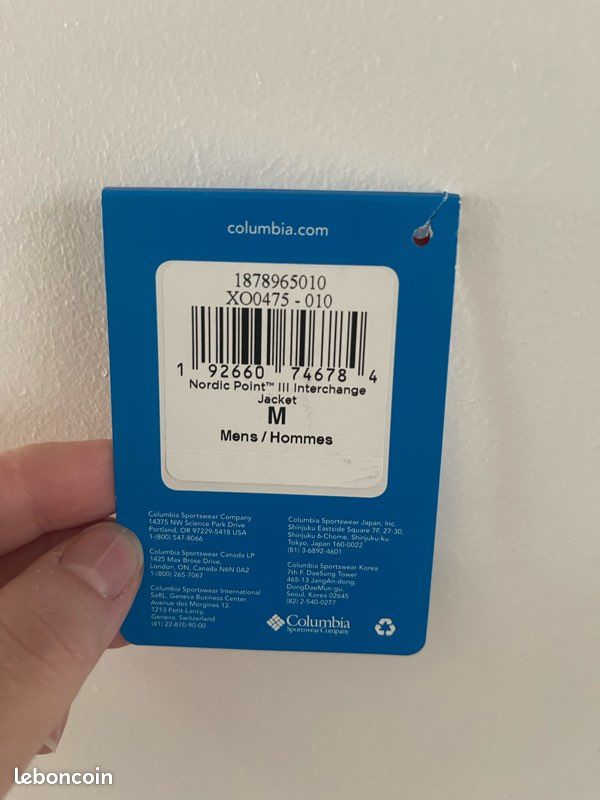 columbia.com
1878965010
XO0475 - 010
1 92660 74678 4
Nordic Point™ III Interchange
Jacket
M
Mens / Hommes
Columbia Sportswear Company
14375 NW Science Park Drive
Portland, OR 97229-5418 USA
1-(800) 547-8066
Columbia Sportswear Canada LP
1425 Max Brose Drive,
London, ON, Canada N6N 0A2
1-(800) 265-7067
Columbia Sportswear International
SaRL, Geneva Business Center,
Avenue des Morgines 12,
1213 Petit-Lancy,
Geneva, Switzerland
(41) 22-870-90-00
Columbia Sportswear Japan, Inc.
Shinjuku Eastside Square 7F, 27-30,
Shinjuku 6-Chome, Shinjuku-ku
Tokyo, Japan 160-0022
(81) 3-6892-4601
Columbia Sportswear Korea
7th F. DaeSung Tower
465-13 JangAn-dong,
DongDaeMun-gu,
Seoul, Korea 02645
(82) 2-540-0277
Columbia
Sportswear Company
leboncoin